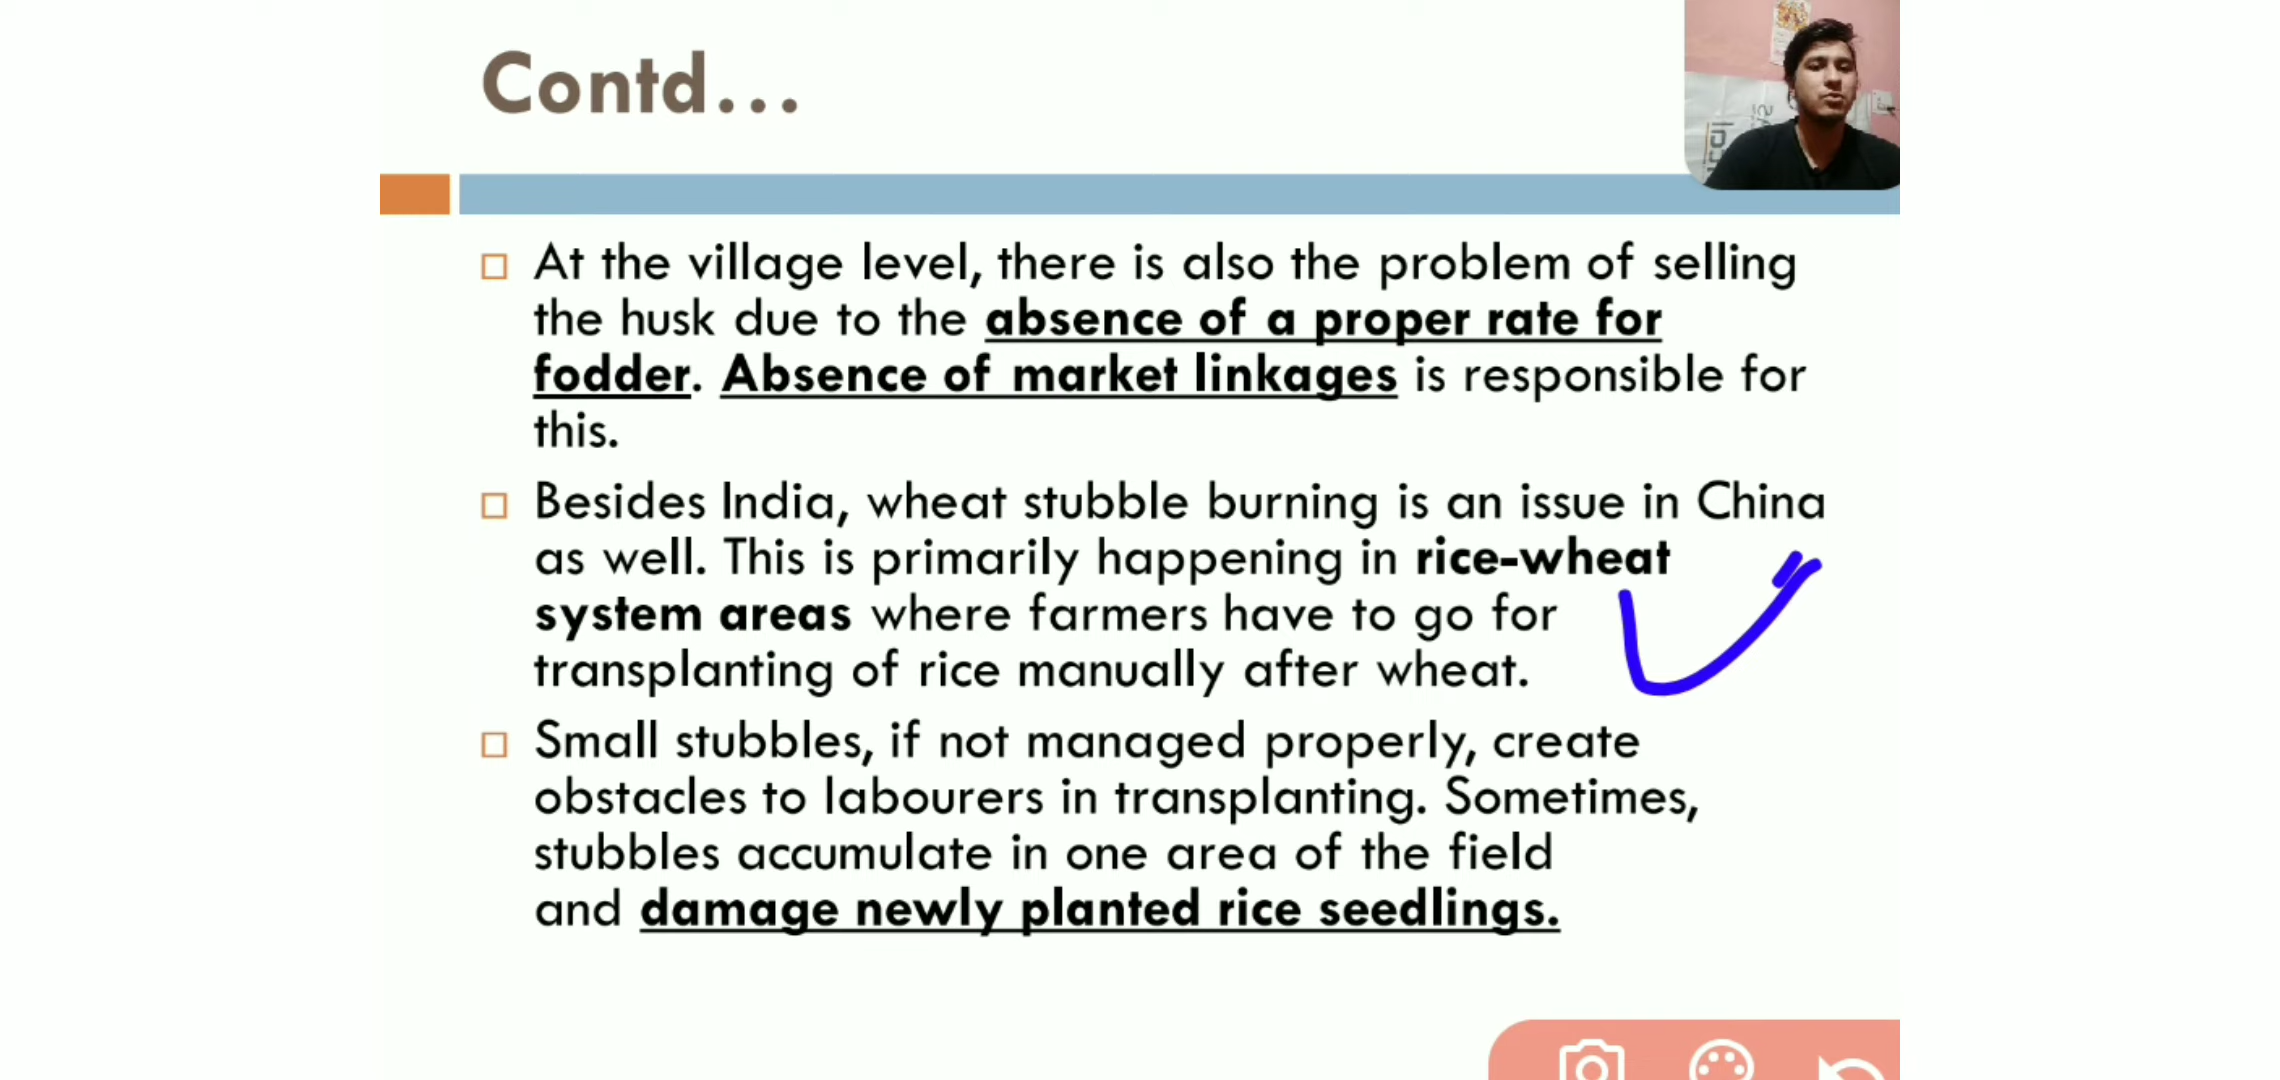 Contd...
At the village level, there is also the problem of selling
the husk due to the absence of a proper rate for
fodder. Absence of market linkages is responsible for
this.
Besides India, wheat stubble burning is an issue in China
as well. This is primarily happening in rice-wheat
system areas where farmers have to go for
transplanting of rice manually after wheat.
Small stubbles, if not managed properly, create
obstacles to labourers in transplanting. Sometimes,
stubbles accumulate in one area of the field
and damage newly planted rice seedlings.